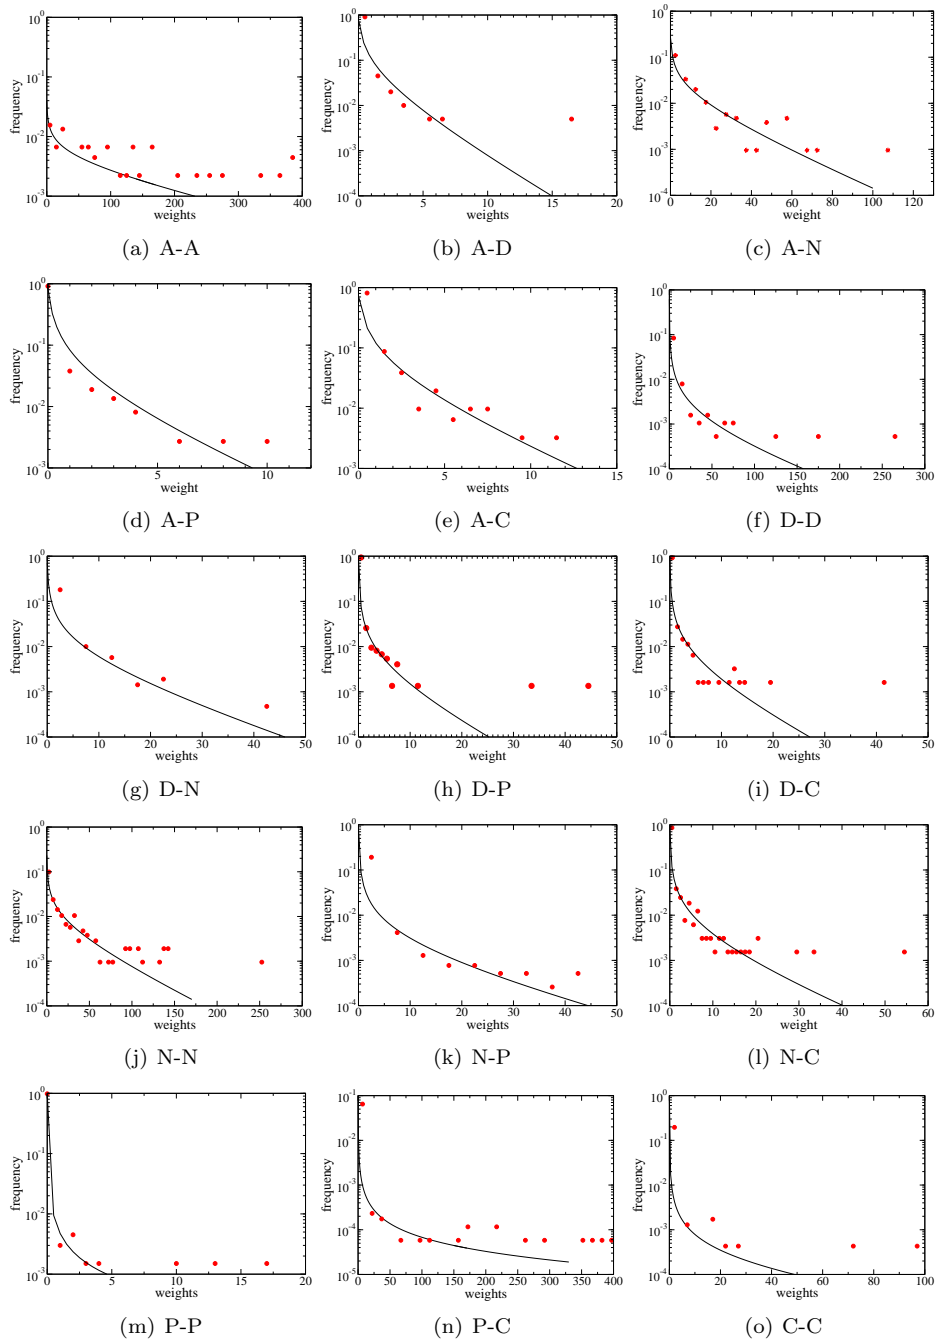 10^0
10^-1
10^-2
10^-3
frequency
0 100 200 300 400
weights
(a) A-A
10^0
10^-1
10^-2
10^-3
10^-4
frequency
0 5 10 15 20
weights
(b) A-D
10^0
10^-1
10^-2
10^-3
10^-4
frequency
0 20 40 60 80 100 120
weight
(c) A-N
10^0
10^-1
10^-2
10^-3
frequency
0 5 10
weight
(d) A-P
10^0
10^-1
10^-2
10^-3
frequency
0 5 10 15
weights
(e) A-C
10^0
10^-1
10^-2
10^-3
10^-4
frequency
0 50 100 150 200 250 300
weights
(f) D-D
10^0
10^-1
10^-2
10^-3
10^-4
frequency
0 10 20 30 40 50
weights
(g) D-N
10^0
10^-1
10^-2
10^-3
10^-4
frequency
0 10 20 30 40 50
weight
(h) D-P
10^0
10^-1
10^-2
10^-3
10^-4
frequency
0 10 20 30 40 50
weights
(i) D-C
10^0
10^-1
10^-2
10^-3
10^-4
frequency
0 50 100 150 200 250 300
weights
(j) N-N
10^0
10^-1
10^-2
10^-3
10^-4
frequency
0 10 20 30 40 50
weights
(k) N-P
10^0
10^-1
10^-2
10^-3
10^-4
frequency
0 10 20 30 40 50 60
weight
(l) N-C
10^0
10^-1
10^-2
10^-3
frequency
0 5 10 15 20
weights
(m) P-P
10^-1
10^-2
10^-3
10^-4
10^-5
frequency
0 50 100 150 200 250 300 350 400
weights
(n) P-C
10^0
10^-1
10^-2
10^-3
10^-4
frequency
0 20 40 60 80 100
weights
(o) C-C